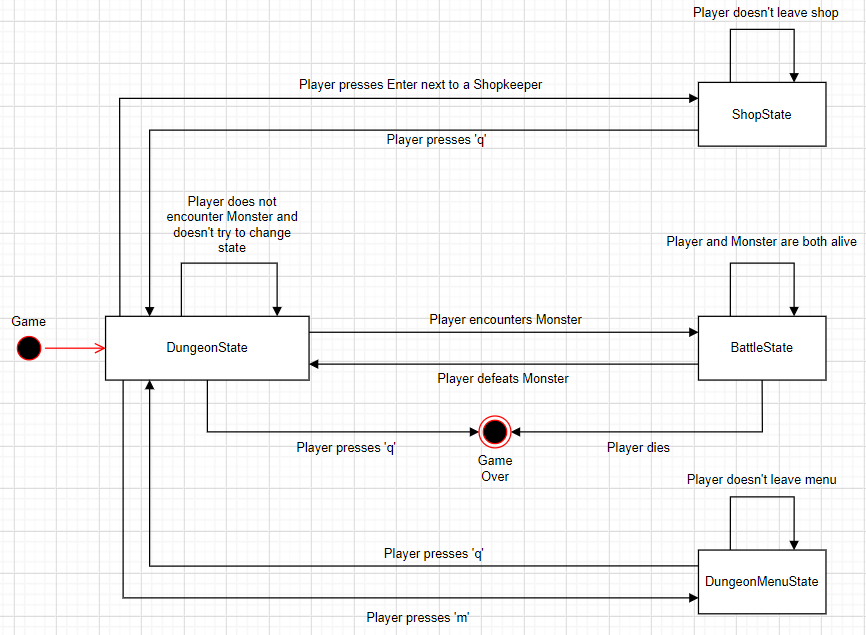 Player doesn't leave shop
Player presses Enter next to a Shopkeeper
ShopState
Player presses 'q'
Player does not
encounter Monster and
doesn't try to change
state
Player and Monster are both alive
Game
Player encounters Monster
DungeonState
BattleState
Player defeats Monster
Player presses 'q'
Player dies
Game
Over
Player doesn't leave menu
Player presses 'q'
DungeonMenuState
Player presses 'm'